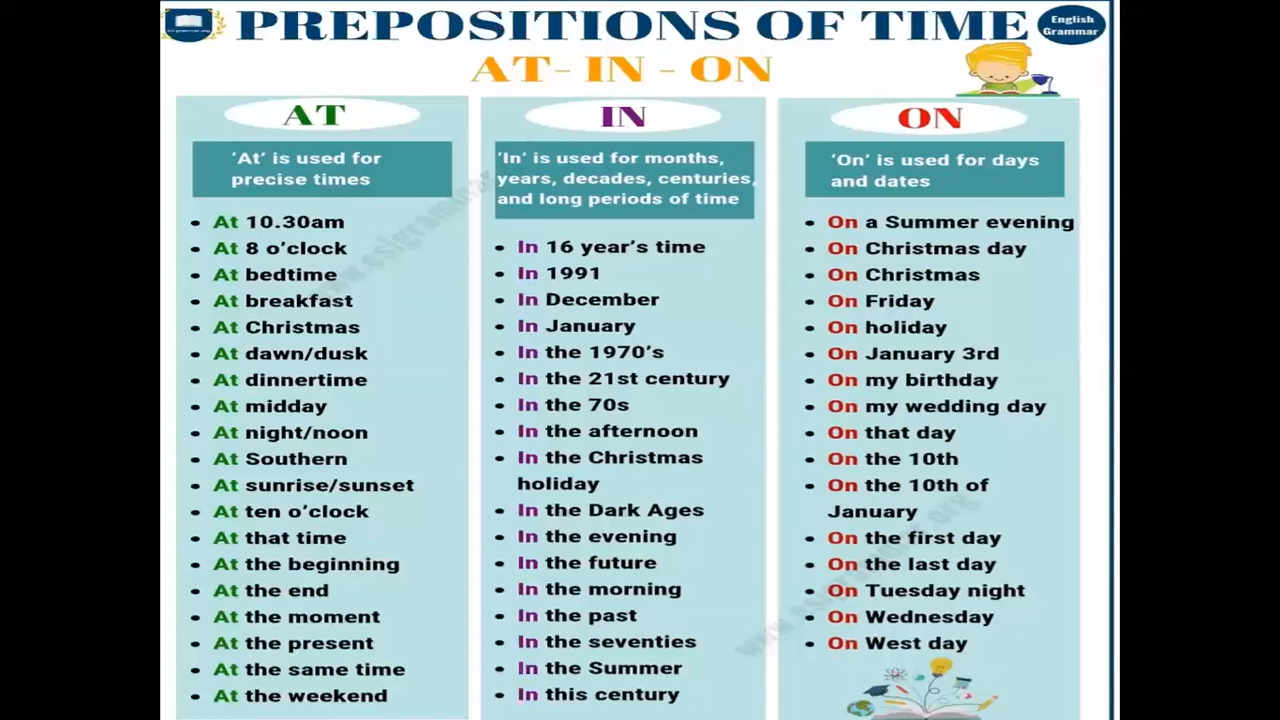 PREPOSITIONS OF TIME
English
Grammar
AT- IN - ON
AT
'At' is used for
precise times
At 10.30am
At 8 o'clock
At bedtime
At breakfast
At Christmas
At dawn/dusk
At dinnertime
At midday
At night/noon
At Southern
At sunrise/sunset
At ten o'clock
At that time
At the beginning
At the end
At the moment
At the present
At the same time
At the weekend
IN
'In' is used for months,
years, decades, centuries,
and long periods of time
In 16 year's time
In 1991
In December
In January
In the 1970's
In the 21st century
In the 70s
In the afternoon
In the Christmas
holiday
In the Dark Ages
In the evening
In the future
In the morning
In the past
In the seventies
In the Summer
In this century
ON
'On' is used for days
and dates
On a Summer evening
On Christmas day
On Christmas
On Friday
On holiday
On January 3rd
On my birthday
On my wedding day
On that day
On the 10th
On the 10th of
January
On the first day
On the last day
On Tuesday night
On Wednesday
On West day